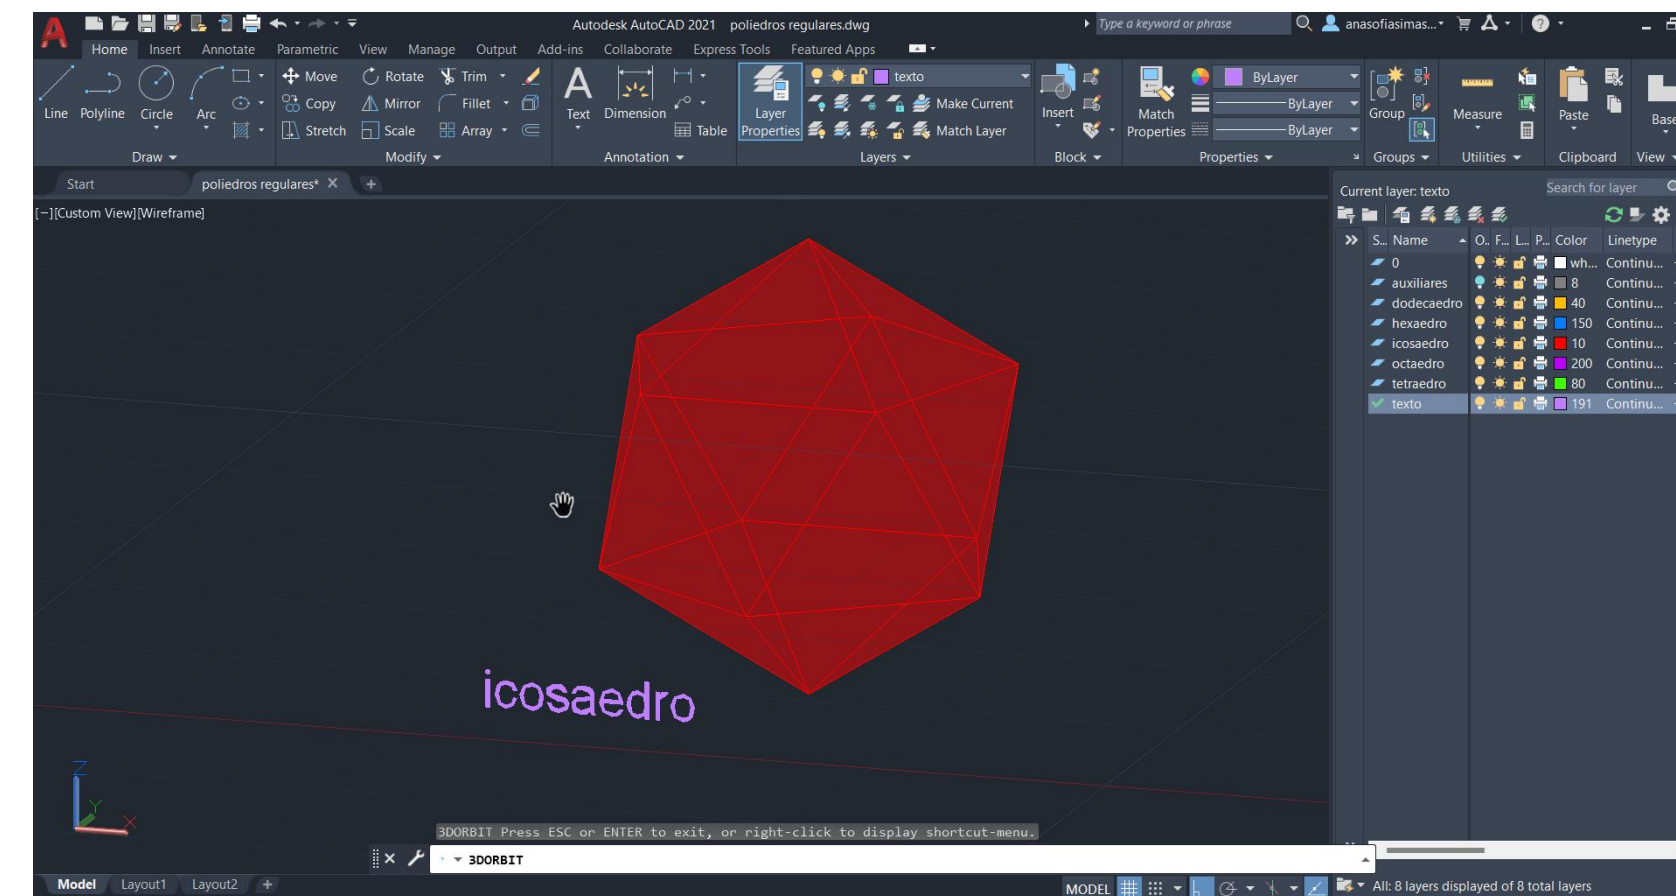 Autodesk AutoCAD 2021 poliedros regulares.dwg
Type a keyword or phrase
anasofiasimas...
Home Insert Annotate Parametric View Manage Output Add-ins Collaborate Express Tools Featured Apps
Line Polyline Circle Arc
Move Rotate Trim
Copy Mirror Fillet
Stretch Scale Array
Text Dimension Table
Layer Properties
texto
Make Current
Match Layer
Insert
Match Properties
ByLayer
ByLayer
ByLayer
Group
Measure
Paste
Base
Draw Modify Annotation Layers Block Properties Groups Utilities Clipboard View
Start poliedros regulares*
[−][Custom View][Wireframe]
Current layer: texto
Search for layer
S... Name O.. F... L... P... Color Linetype
0 wh... Continu...
auxiliares 8 Continu...
dodecaedro 40 Continu...
hexaedro 150 Continu...
icosaedro 10 Continu...
octaedro 200 Continu...
tetraedro 80 Continu...
texto 191 Continu...
icosaedro
Z
Y
X
3DORBIT Press ESC or ENTER to exit, or right-click to display shortcut-menu.
3DORBIT
Model Layout1 Layout2
MODEL
All: 8 layers displayed of 8 total layers